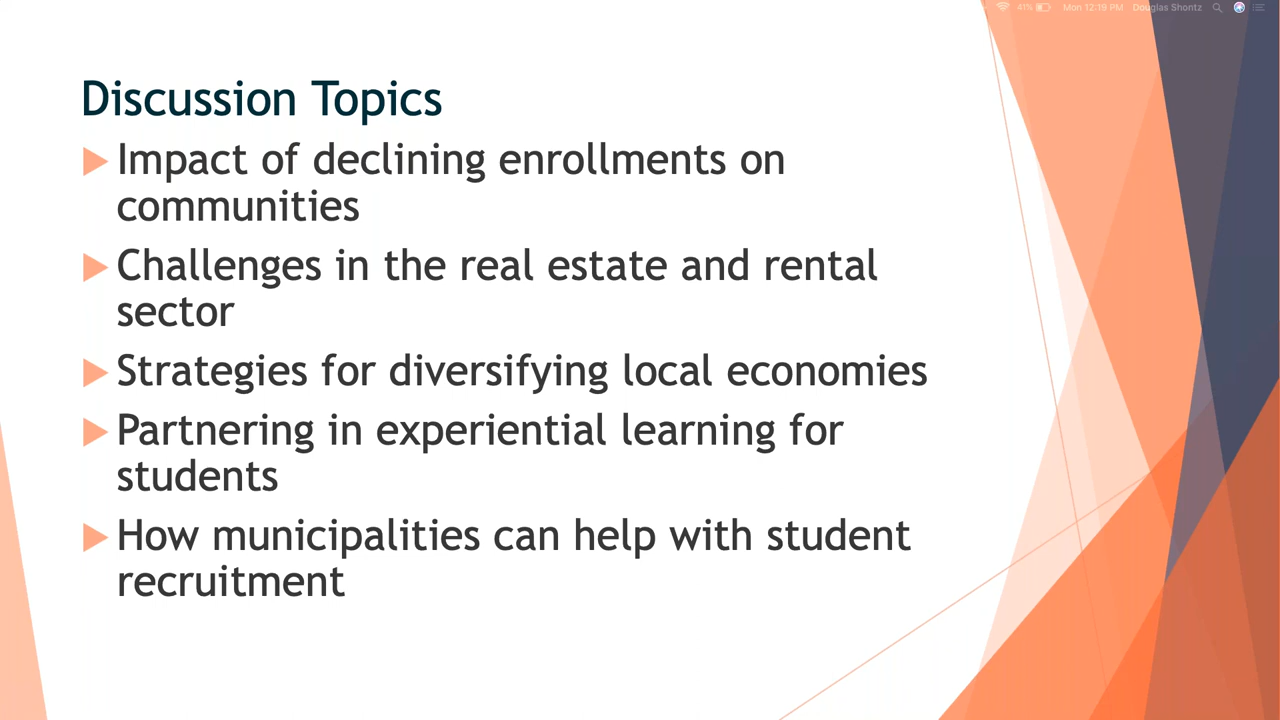 41% Mon 12:19 PM Douglas Shontz
Discussion Topics
Impact of declining enrollments on
communities
Challenges in the real estate and rental
sector
Strategies for diversifying local economies
Partnering in experiential learning for
students
How municipalities can help with student
recruitment